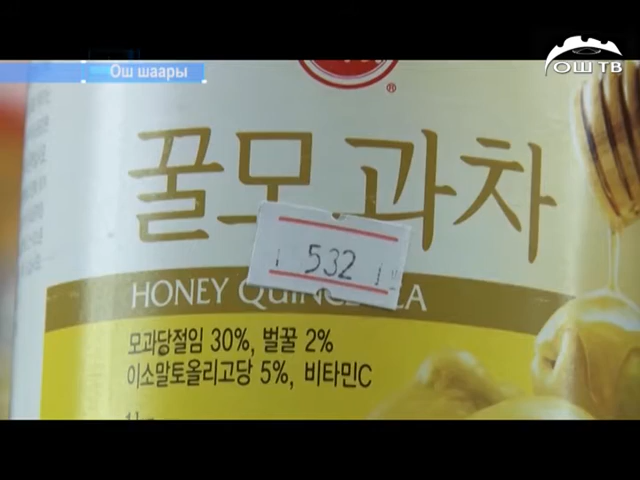 Ош шаары
ОШ ТВ
®
꿀모과차
532
HONEY
모과당절임 30%, 벌꿀 2%
이소말토올리고당 5%, 비타민C